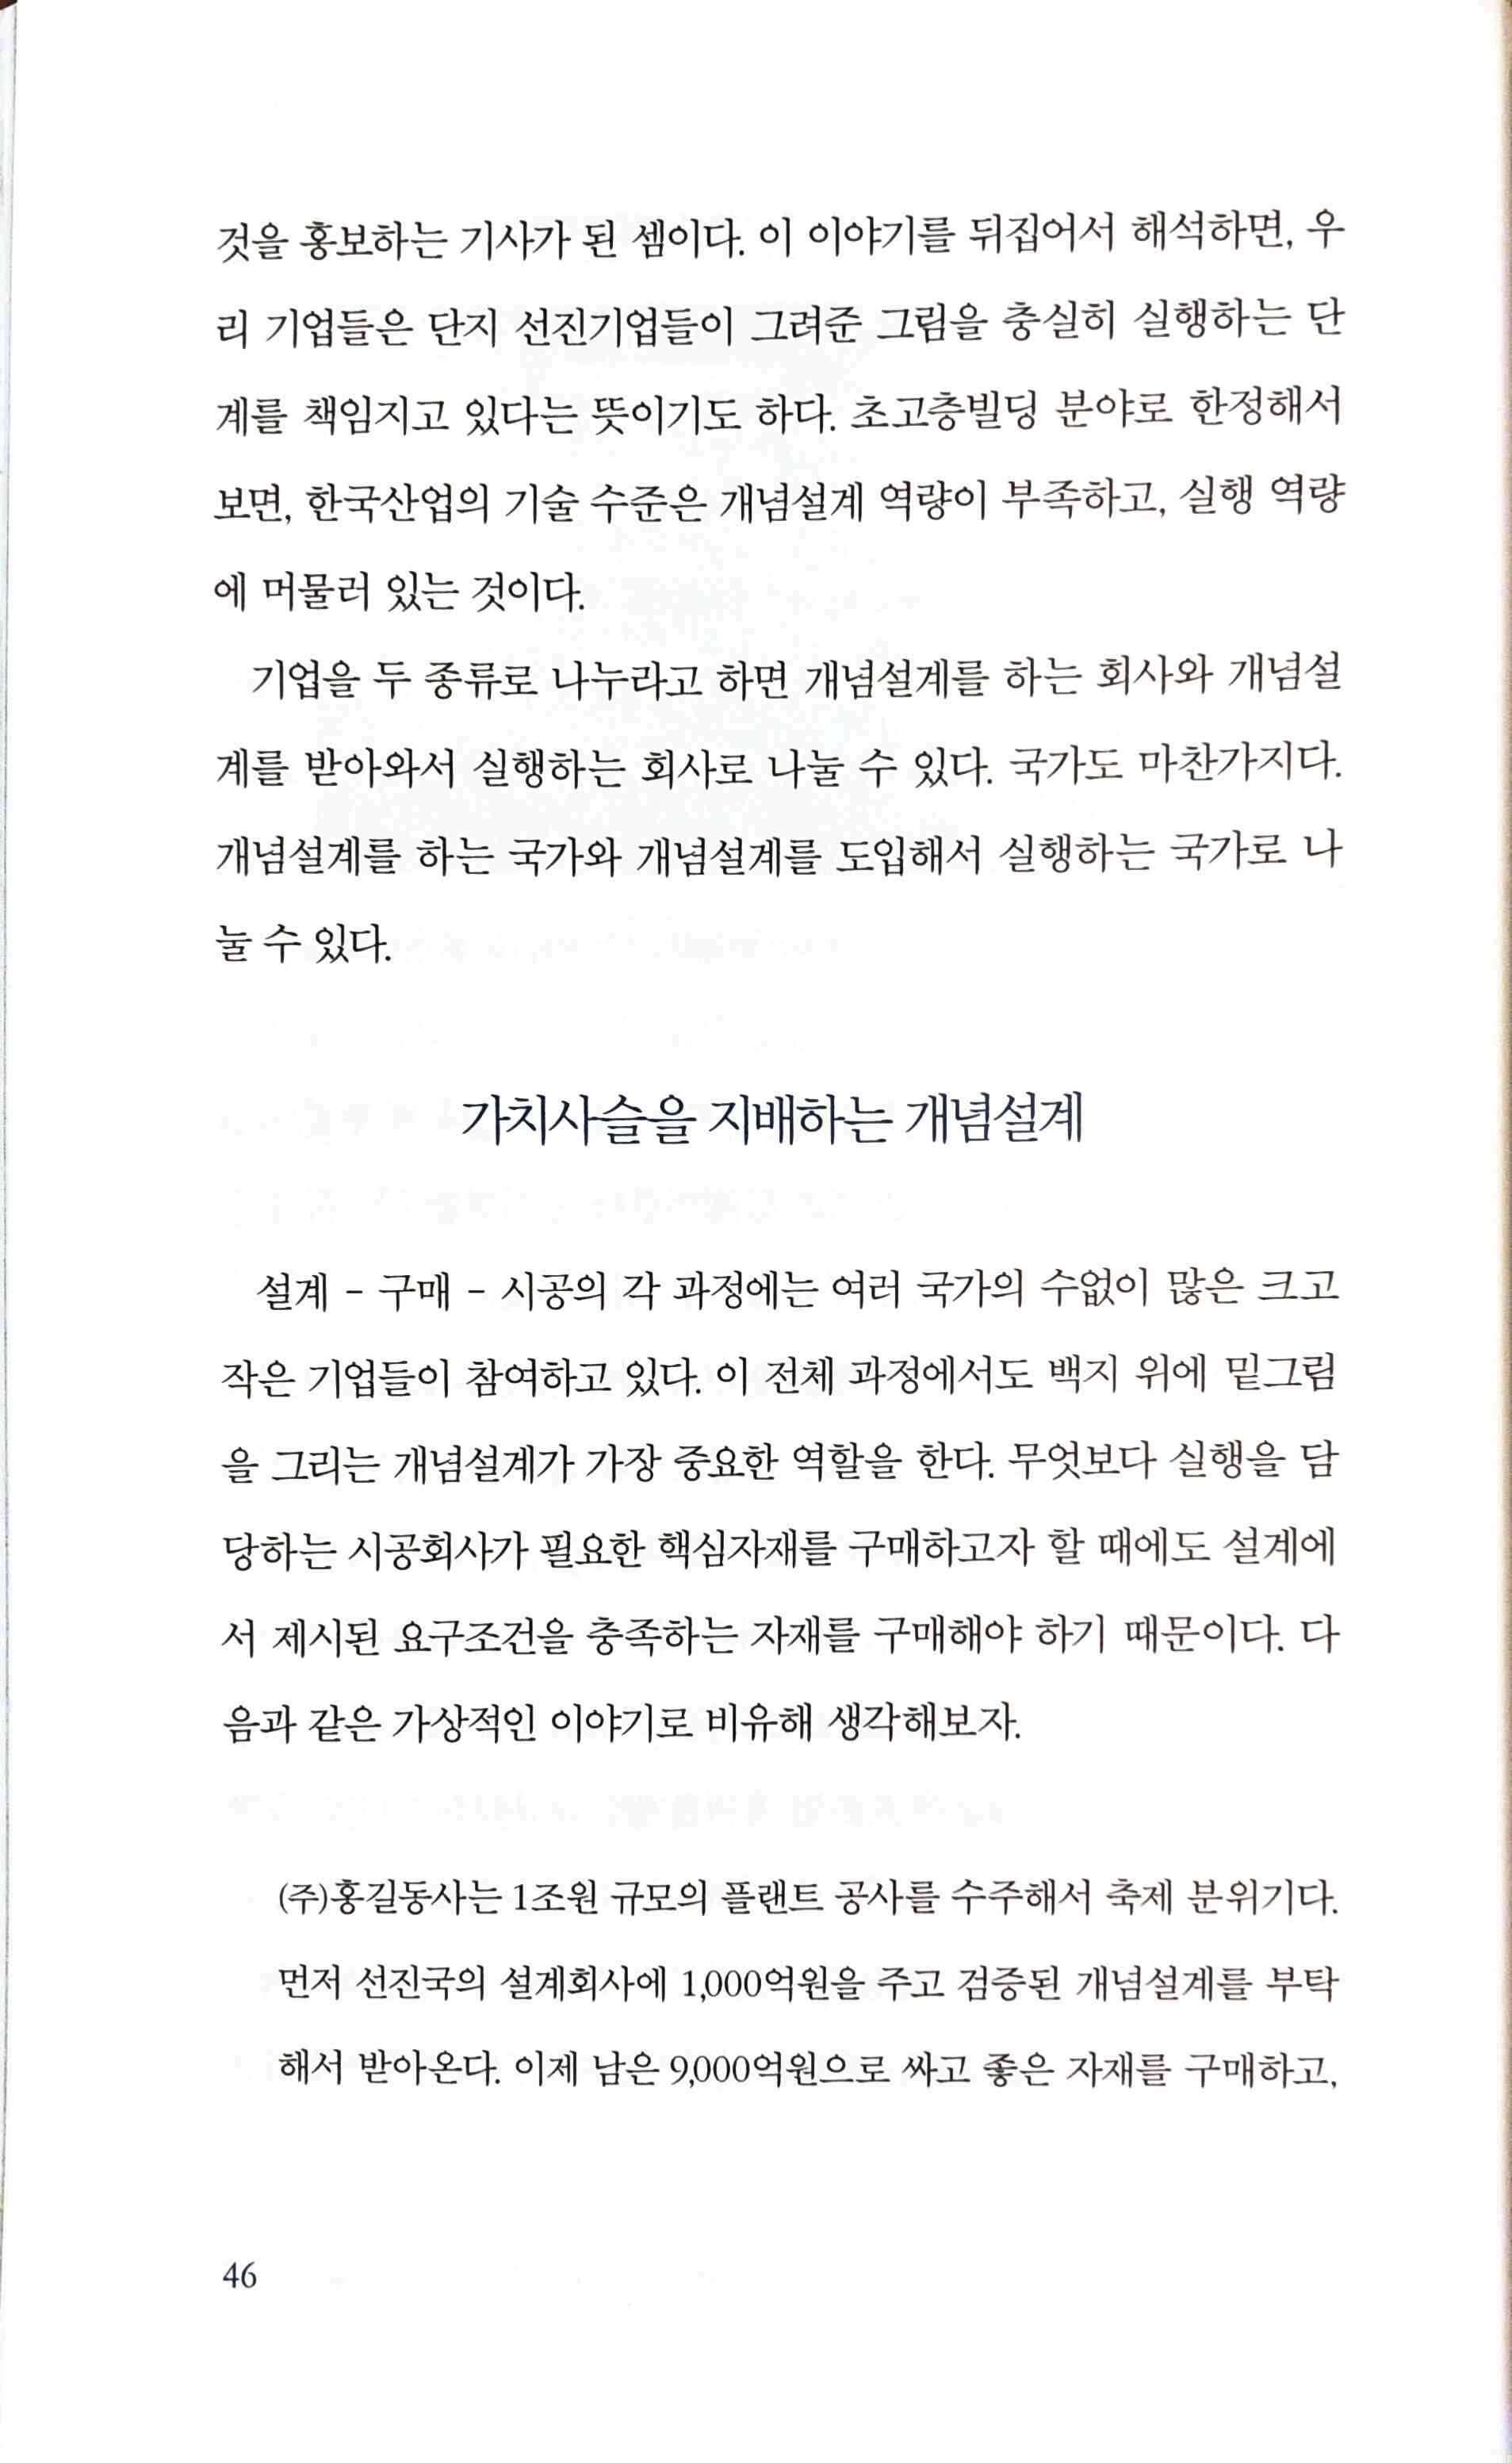 것을 홍보하는 기사가 된 셈이다. 이 이야기를 뒤집어서 해석하면, 우
리 기업들은 단지 선진기업들이 그려준 그림을 충실히 실행하는 단
계를 책임지고 있다는 뜻이기도 하다. 초고층빌딩 분야로 한정해서
보면, 한국산업의 기술 수준은 개념설계 역량이 부족하고, 실행 역량
에 머물러 있는 것이다.
기업을 두 종류로 나누라고 하면 개념설계를 하는 회사와 개념설
계를 받아와서 실행하는 회사로 나눌 수 있다. 국가도 마찬가지다.
개념설계를 하는 국가와 개념설계를 도입해서 실행하는 국가로 나
눌 수 있다.
가치사슬을 지배하는 개념설계
설계 – 구매 – 시공의 각 과정에는 여러 국가의 수없이 많은 크고
작은 기업들이 참여하고 있다. 이 전체 과정에서도 백지 위에 밑그림
을 그리는 개념설계가 가장 중요한 역할을 한다. 무엇보다 실행을 담
당하는 시공회사가 필요한 핵심자재를 구매하고자 할 때에도 설계에
서 제시된 요구조건을 충족하는 자재를 구매해야 하기 때문이다. 다
음과 같은 가상적인 이야기로 비유해 생각해보자.
(주)홍길동사는 1조원 규모의 플랜트 공사를 수주해서 축제 분위기다.
먼저 선진국의 설계회사에 1,000억원을 주고 검증된 개념설계를 부탁
해서 받아온다. 이제 남은 9,000억원으로 싸고 좋은 자재를 구매하고,
46